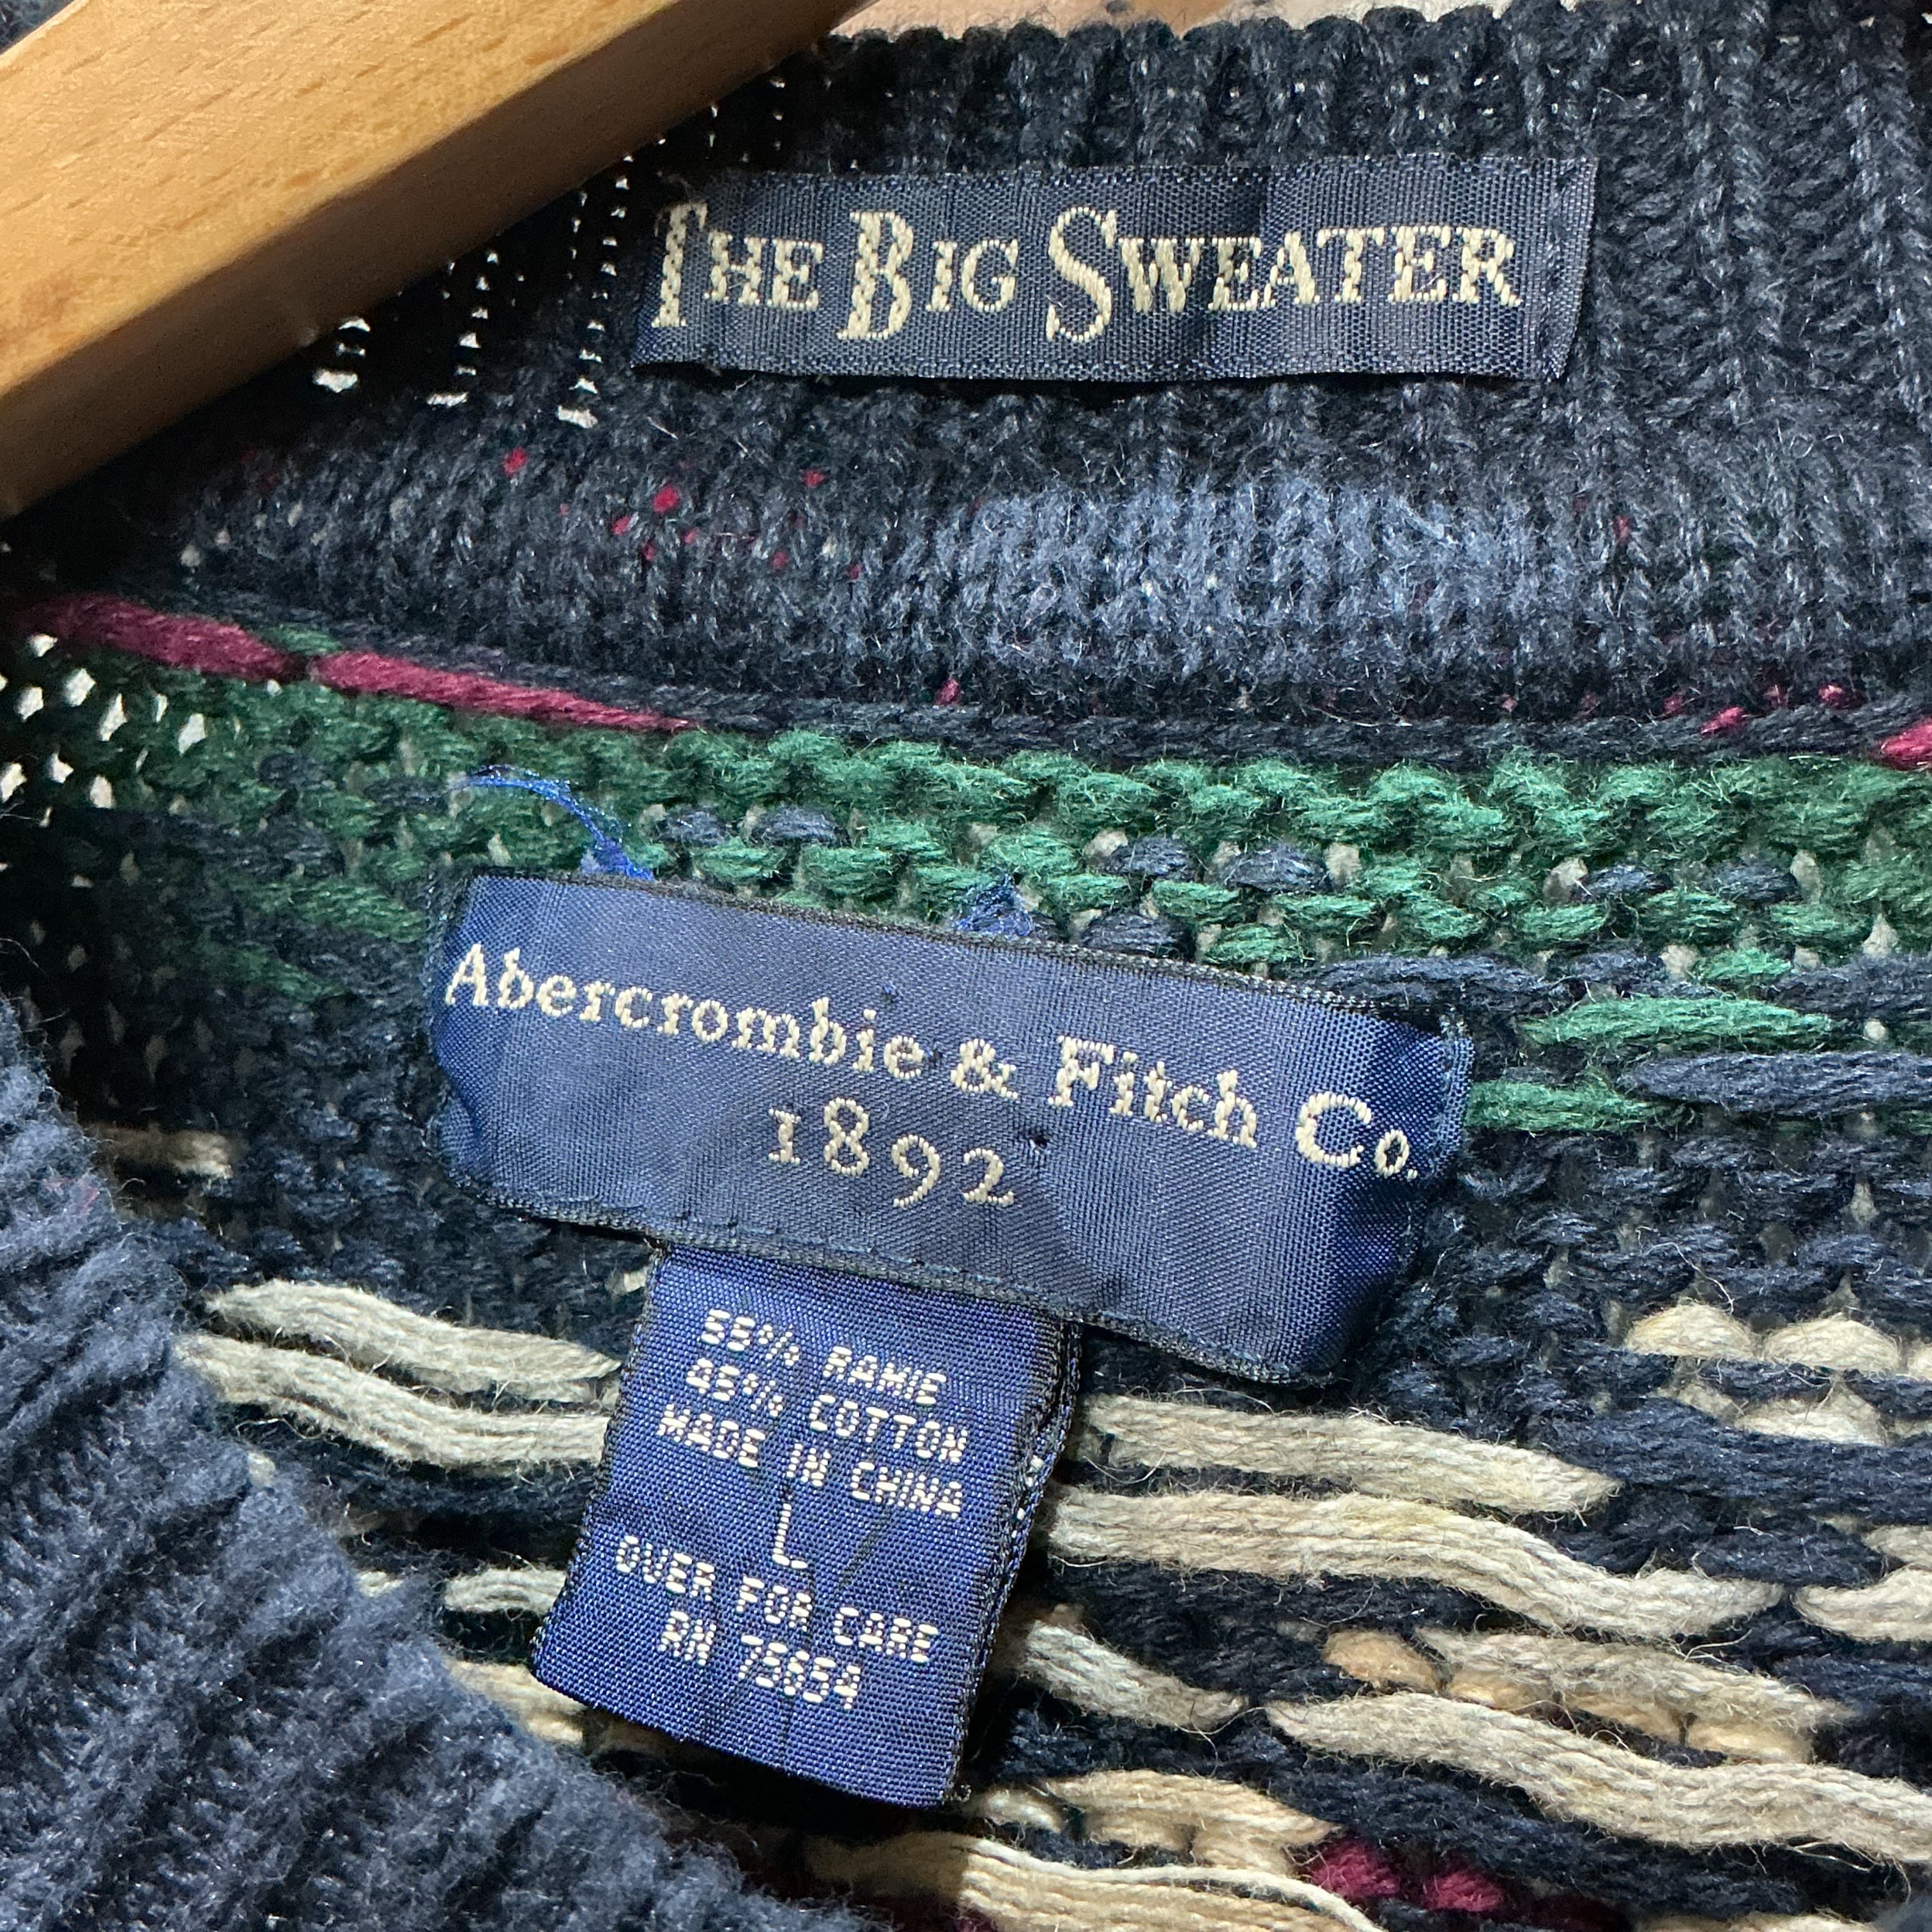 THE BIG SWEATER
Abercrombie & Fitch Co.
1892
55% RAMIE
45% COTTON
MADE IN CHINA
L
OVER FOR CARE
RN 75654